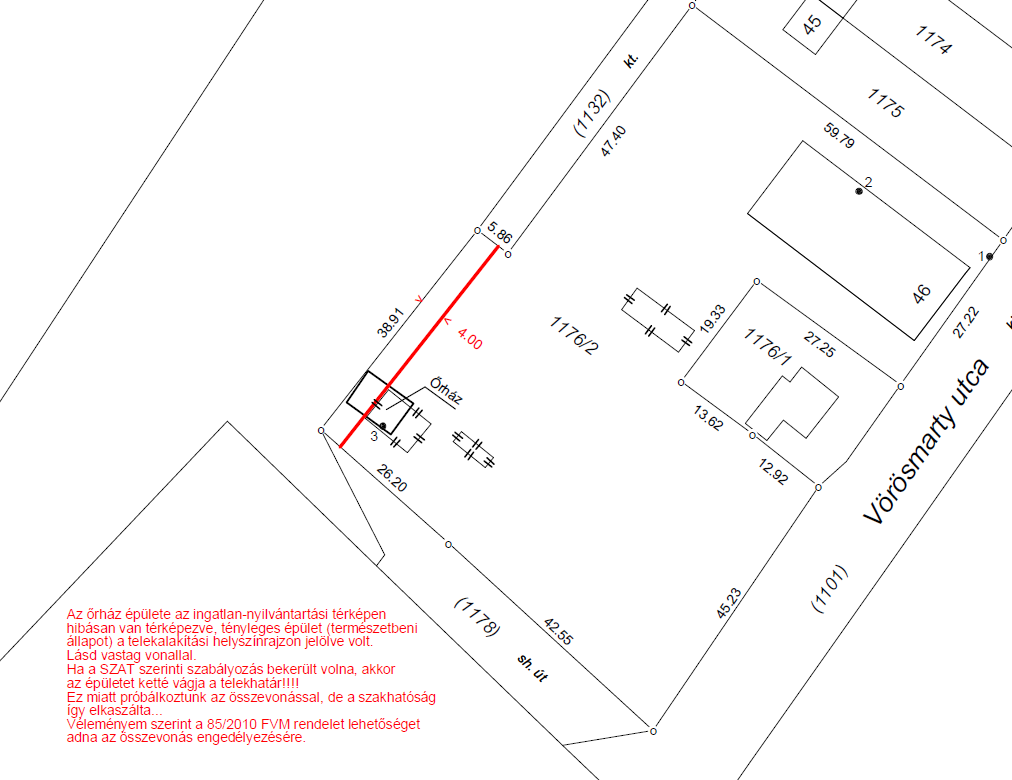 45
1174
kt.
1175
(1132)
59.79
47.40
2
5.86
1
46
38.91
4.00
1176/2
19.33
1176/1
27.25
27.22
Őrház
3
13.62
12.92
26.20
Vörösmarty utca
(1101)
45.23
(1178)
42.55
sh. út
Az őrház épülete az ingatlan-nyilvántartási térképen
hibásan van térképezve, tényleges épület (természetbeni
állapot) a telekalakítási helyszínrajzon jelölve volt.
Lásd vastag vonallal.
Ha a SZAT szerinti szabályozás bekerült volna, akkor
az épületet ketté vágja a telekhatár!!!!
Ez miatt próbálkoztunk az összevonással, de a szakhatóság
így elkaszálta...
Véleményem szerint a 85/2010 FVM rendelet lehetőséget
adna az összevonás engedélyezésére.